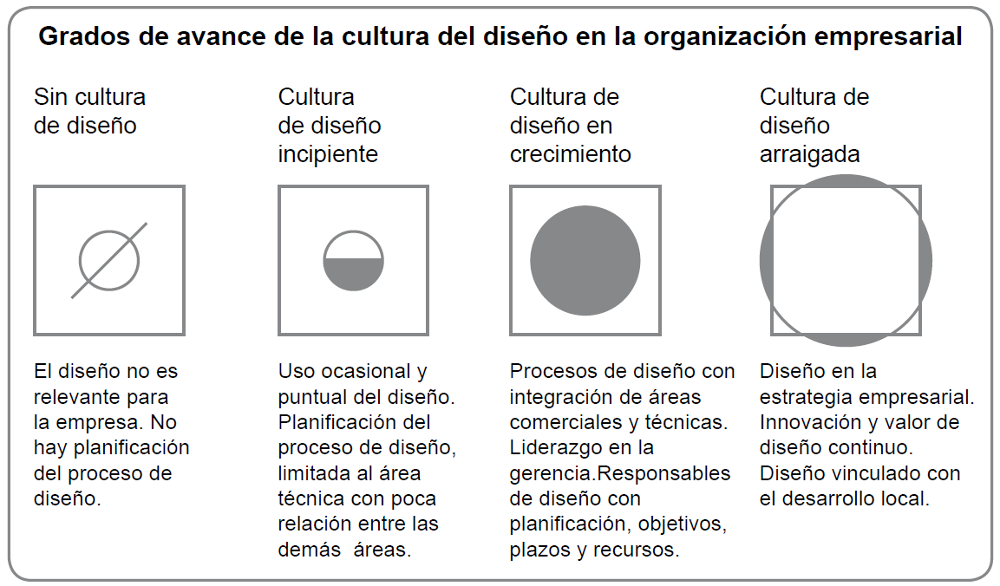 Grados de avance de la cultura del diseño en la organización empresarial
Sin cultura
de diseño
Cultura
de diseño
incipiente
Cultura de
diseño en
crecimiento
Cultura de
diseño
arraigada
El diseño no es
relevante para
la empresa. No
hay planificación
del proceso de
diseño.
Uso ocasional y
puntual del diseño.
Planificación del
proceso de diseño,
limitada al área
técnica con poca
relación entre las
demás  áreas.
Procesos de diseño con
integración de áreas
comerciales y técnicas.
Liderazgo en la
gerencia.Responsables
de diseño con
planificación, objetivos,
plazos y recursos.
Diseño en la
estrategia empresarial.
Innovación y valor de
diseño continuo.
Diseño vinculado con
el desarrollo local.